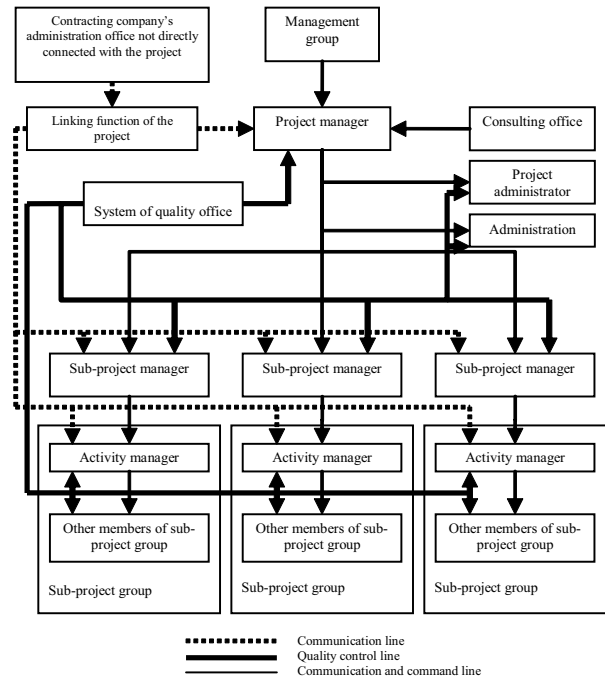 Contracting company's
administration office not directly
connected with the project
Management
group
Linking function of the
project
Project manager
Consulting office
Project
administrator
System of quality office
Administration
Sub-project manager
Sub-project manager
Sub-project manager
Activity manager
Activity manager
Activity manager
Other members of sub-
project group
Other members of sub-
project group
Other members of sub-
project group
Sub-project group
Sub-project group
Sub-project group
Communication line
Quality control line
Communication and command line